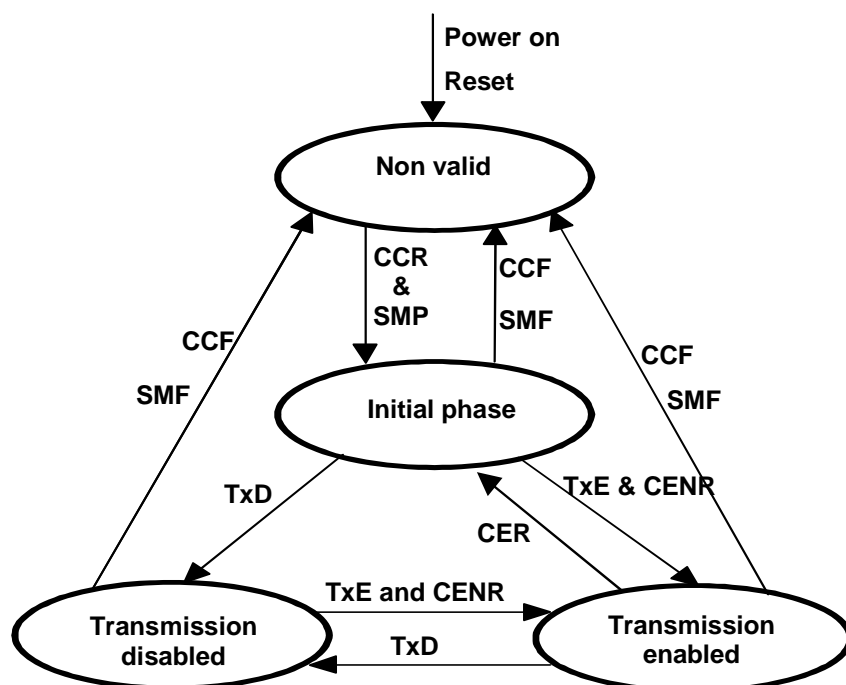 Power on
Reset
Non valid
CCR
&
SMP
CCF
SMF
CCF
SMF
CCF
SMF
Initial phase
TxD
TxE & CENR
CER
TxE and CENR
Transmission
disabled
TxD
Transmission
enabled